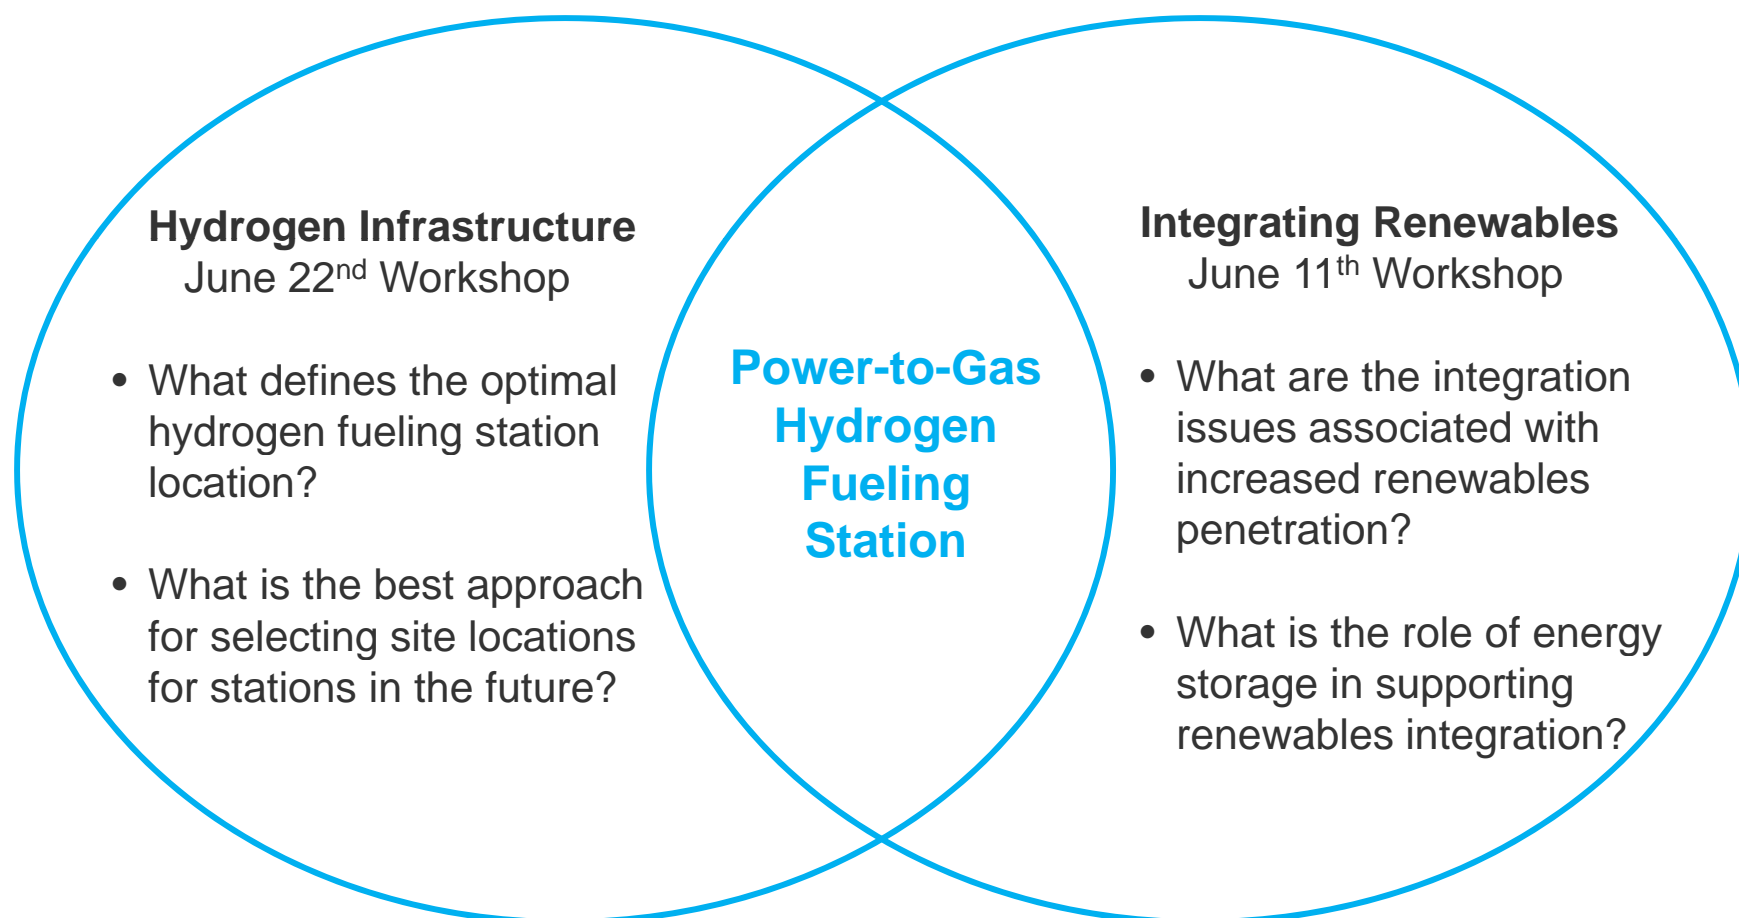 Hydrogen Infrastructure
June 22nd Workshop
• What defines the optimal
hydrogen fueling station
location?
• What is the best approach
for selecting site locations
for stations in the future?
Power-to-Gas
Hydrogen
Fueling
Station
Integrating Renewables
June 11th Workshop
• What are the integration
issues associated with
increased renewables
penetration?
• What is the role of energy
storage in supporting
renewables integration?